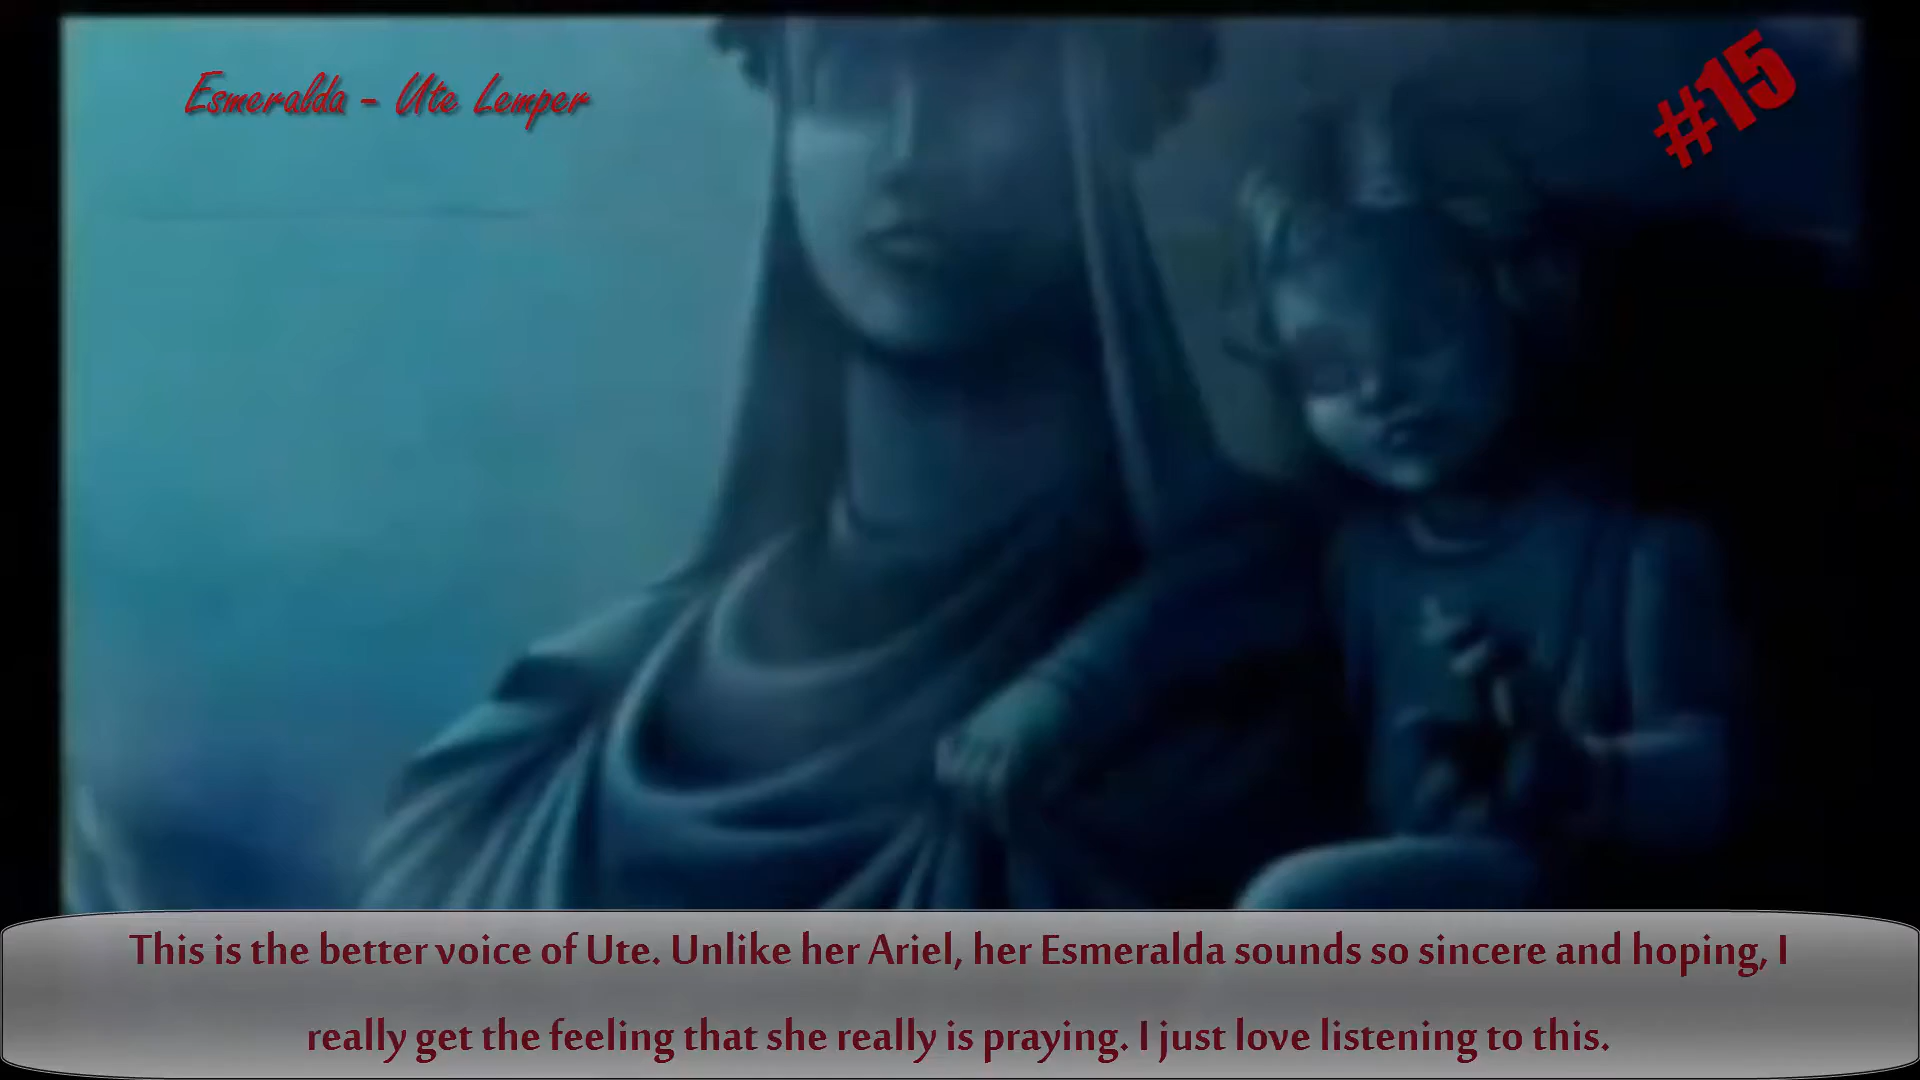 Esmeralda - Ute Lemper
#15
This is the better voice of Ute. Unlike her Ariel, her Esmeralda sounds so sincere and hoping, I
really get the feeling that she really is praying. I just love listening to this.